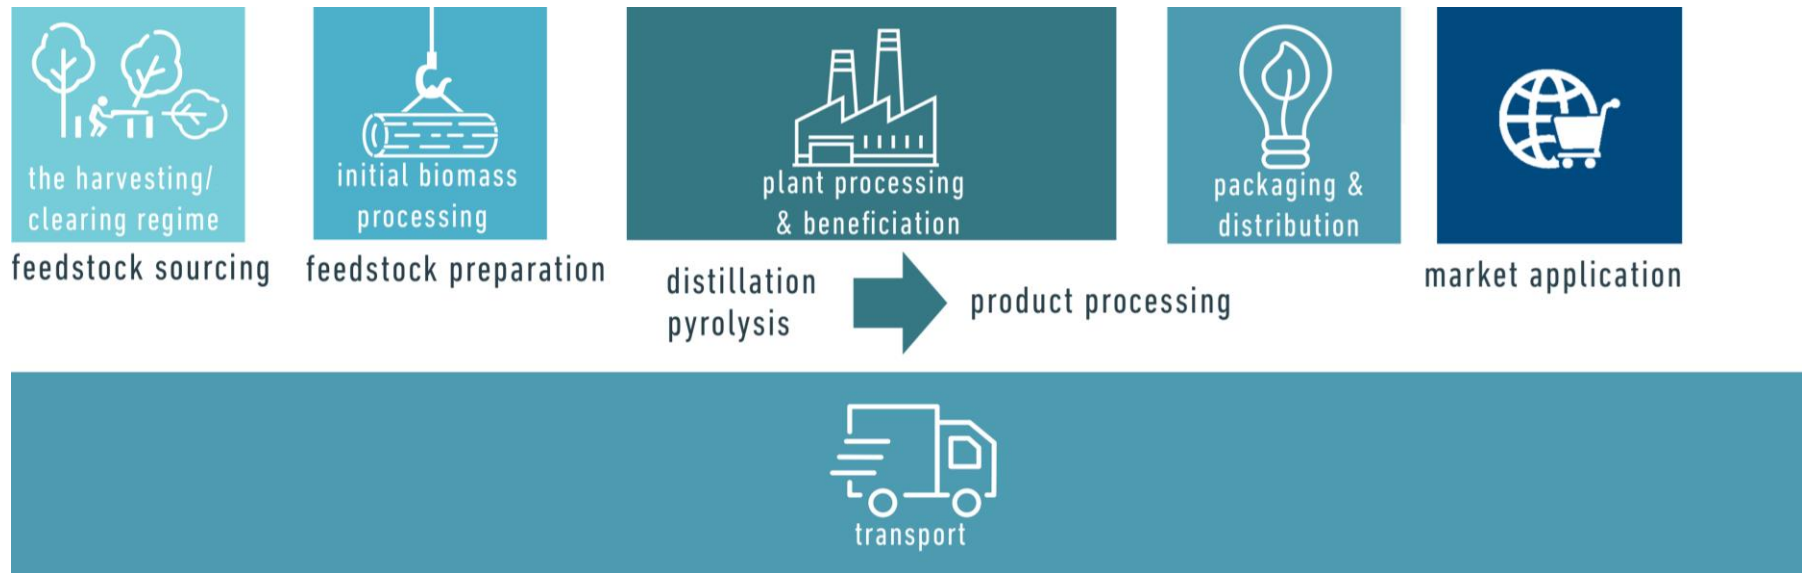 the harvesting/
clearing regime
feedstock sourcing
initial biomass
processing
feedstock preparation
plant processing
& beneficiation
distillation
pyrolysis
product processing
packaging &
distribution
market application
transport